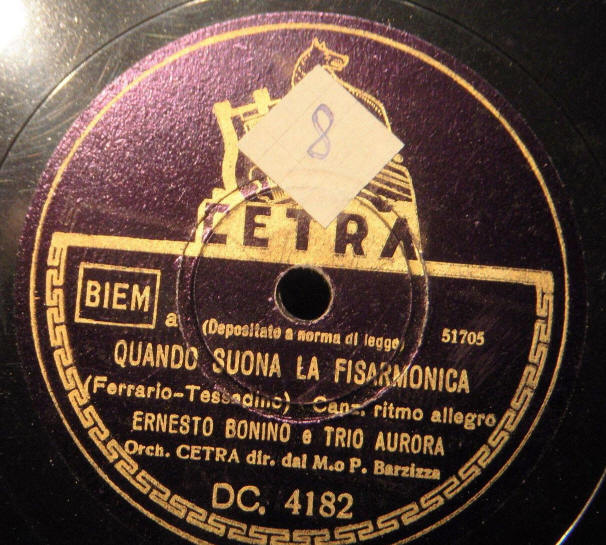 8
CETRA
BIEM
a (Depositato a norma di legge 51705
QUANDO SUONA LA FISARMONICA
(Ferrario-Tessadino) Canz. ritmo allegro
ERNESTO BONINO e TRIO AURORA
Orch. CETRA dir. dal M.o P. Barzizza
DC. 4182